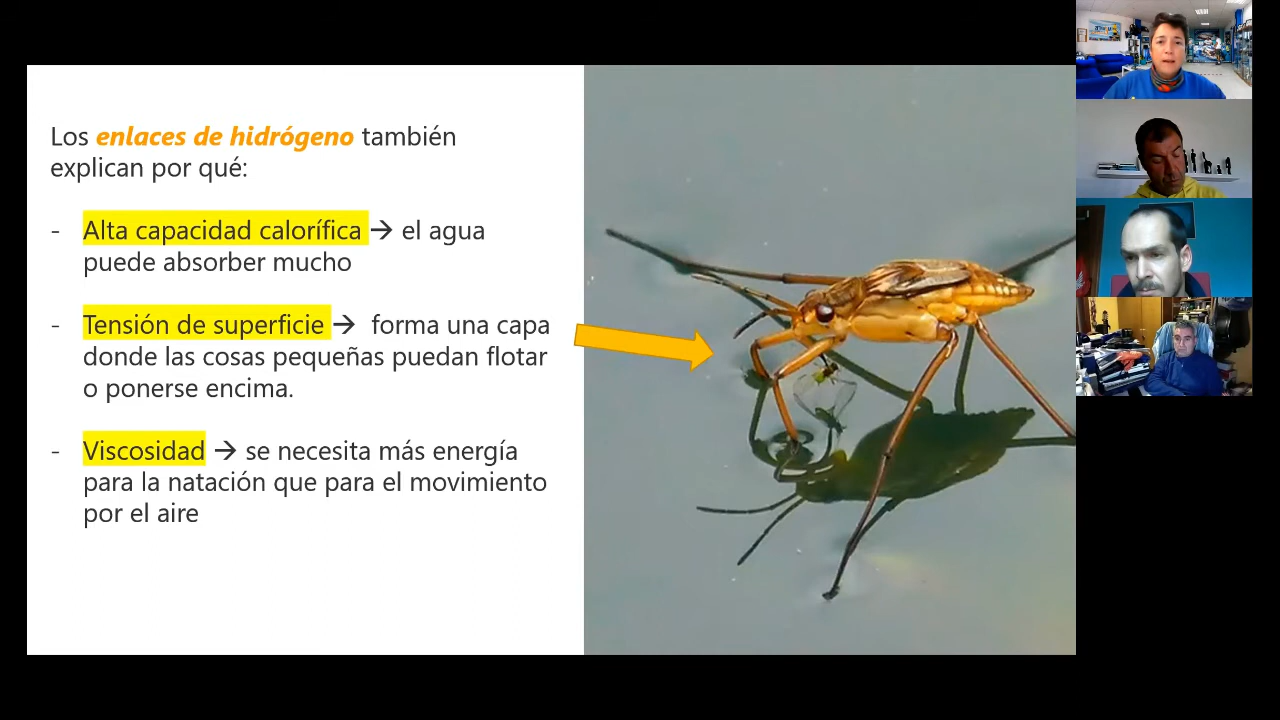 Los enlaces de hidrógeno también
explican por qué:
- Alta capacidad calorífica → el agua
puede absorber mucho
- Tensión de superficie → forma una capa
donde las cosas pequeñas puedan flotar
o ponerse encima.
- Viscosidad → se necesita más energía
para la natación que para el movimiento
por el aire